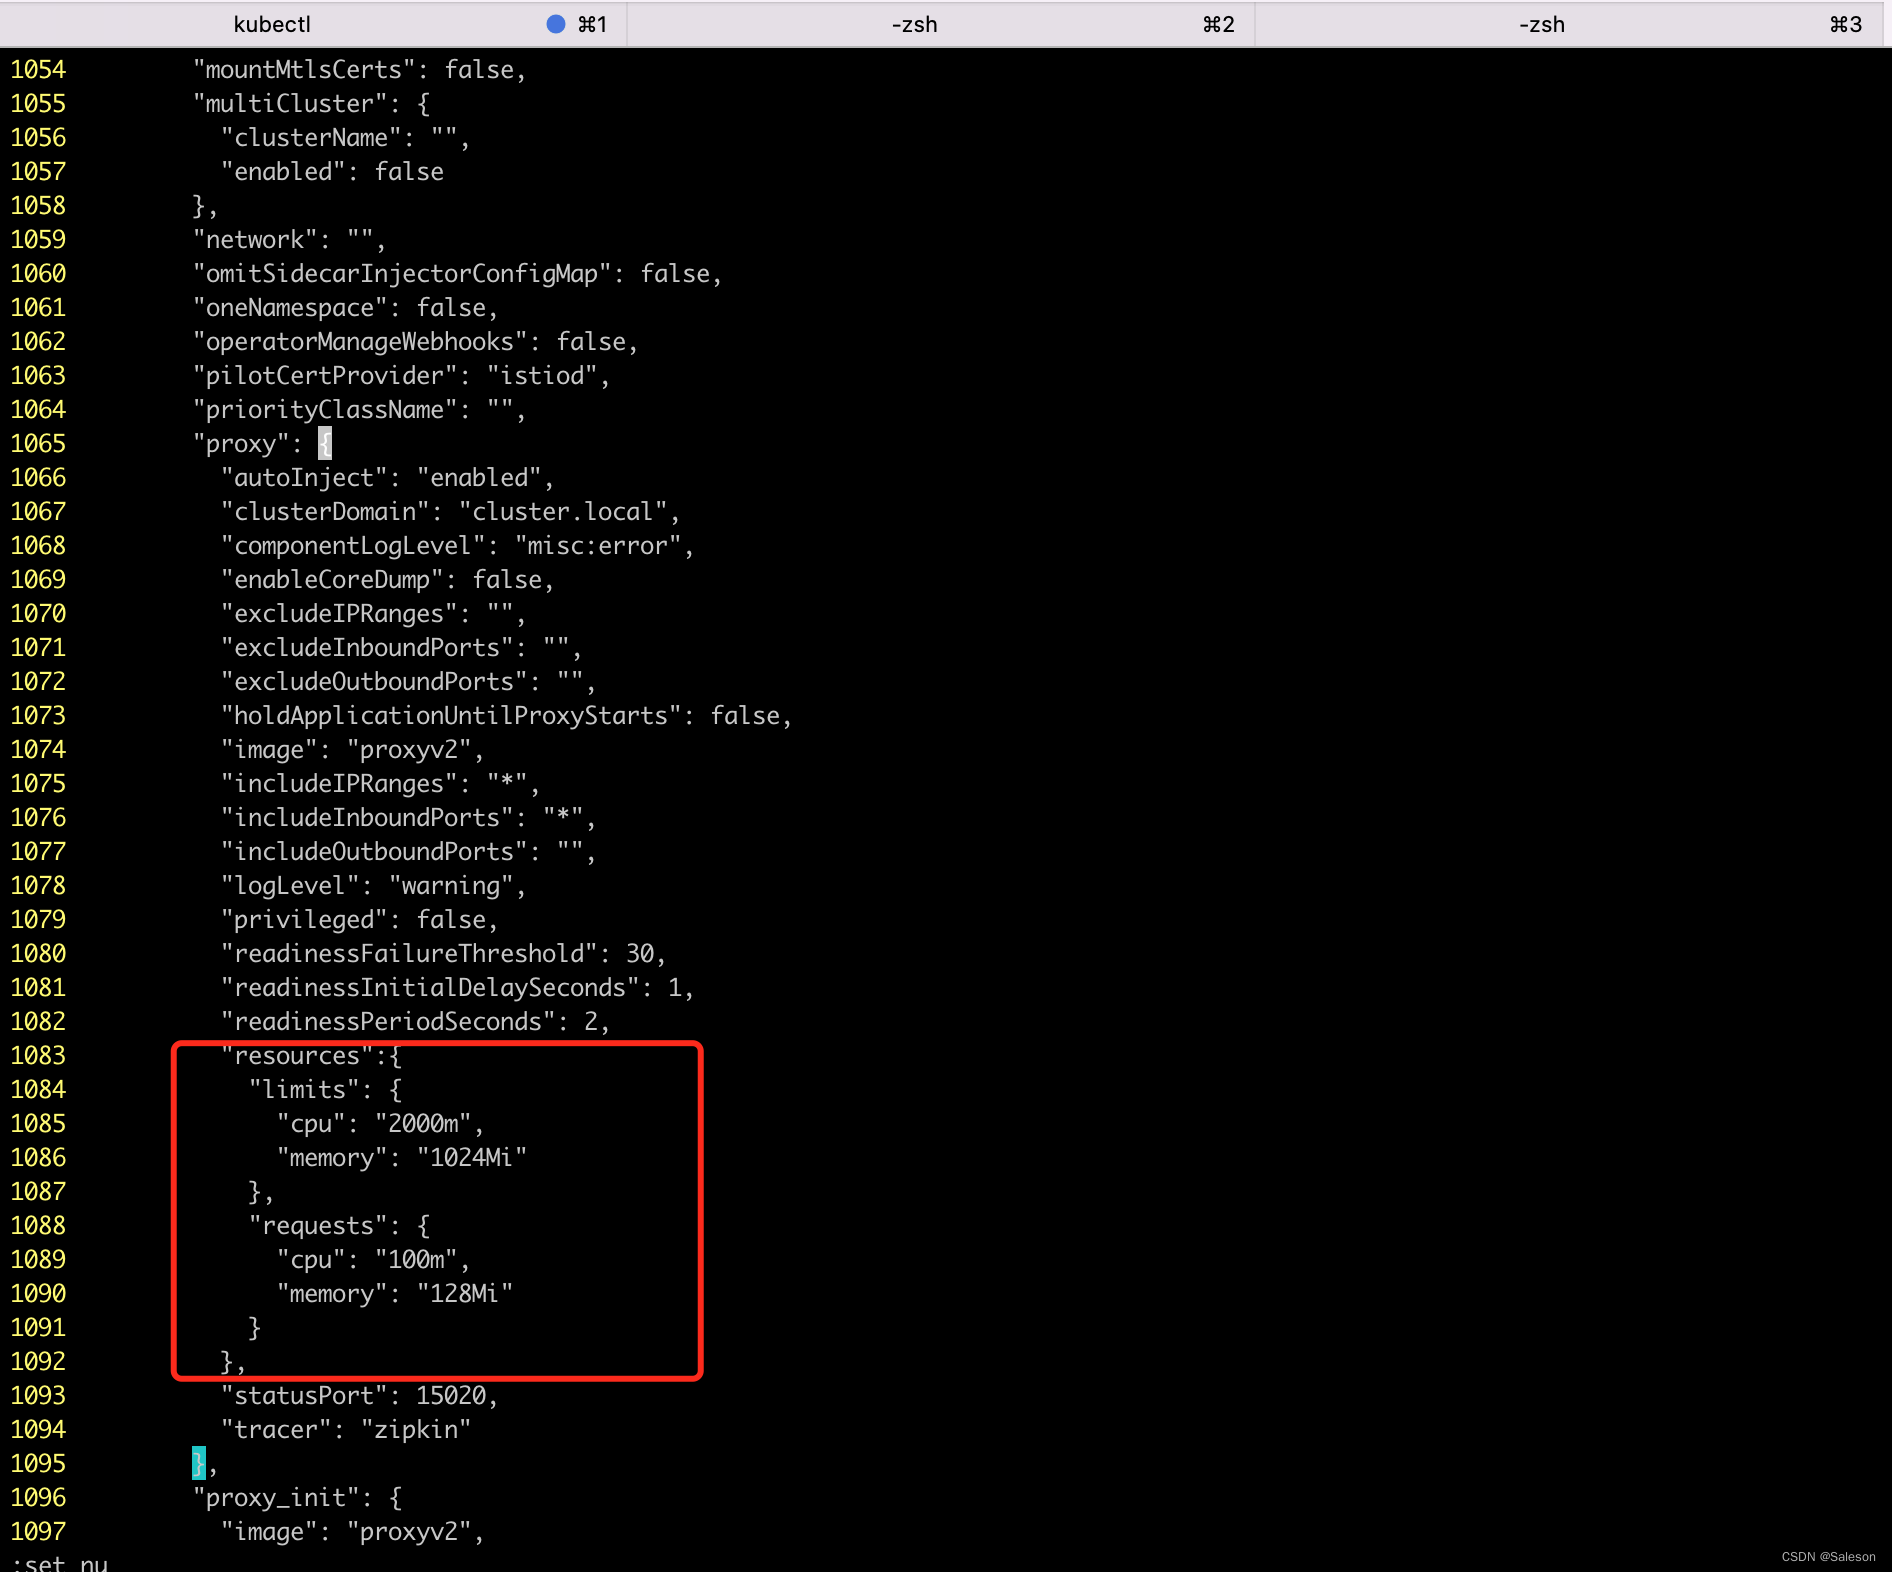 kubectl ⌘1 -zsh ⌘2 -zsh ⌘3
1054 "mountMtlsCerts": false,
1055 "multiCluster": {
1056 "clusterName": "",
1057 "enabled": false
1058 },
1059 "network": "",
1060 "omitSidecarInjectorConfigMap": false,
1061 "oneNamespace": false,
1062 "operatorManageWebhooks": false,
1063 "pilotCertProvider": "istiod",
1064 "priorityClassName": "",
1065 "proxy": {
1066 "autoInject": "enabled",
1067 "clusterDomain": "cluster.local",
1068 "componentLogLevel": "misc:error",
1069 "enableCoreDump": false,
1070 "excludeIPRanges": "",
1071 "excludeInboundPorts": "",
1072 "excludeOutboundPorts": "",
1073 "holdApplicationUntilProxyStarts": false,
1074 "image": "proxyv2",
1075 "includeIPRanges": "*",
1076 "includeInboundPorts": "*",
1077 "includeOutboundPorts": "",
1078 "logLevel": "warning",
1079 "privileged": false,
1080 "readinessFailureThreshold": 30,
1081 "readinessInitialDelaySeconds": 1,
1082 "readinessPeriodSeconds": 2,
1083 "resources":{
1084 "limits": {
1085 "cpu": "2000m",
1086 "memory": "1024Mi"
1087 },
1088 "requests": {
1089 "cpu": "100m",
1090 "memory": "128Mi"
1091 }
1092 },
1093 "statusPort": 15020,
1094 "tracer": "zipkin"
1095 },
1096 "proxy_init": {
1097 "image": "proxyv2",
:set nu
CSDN @Saleson